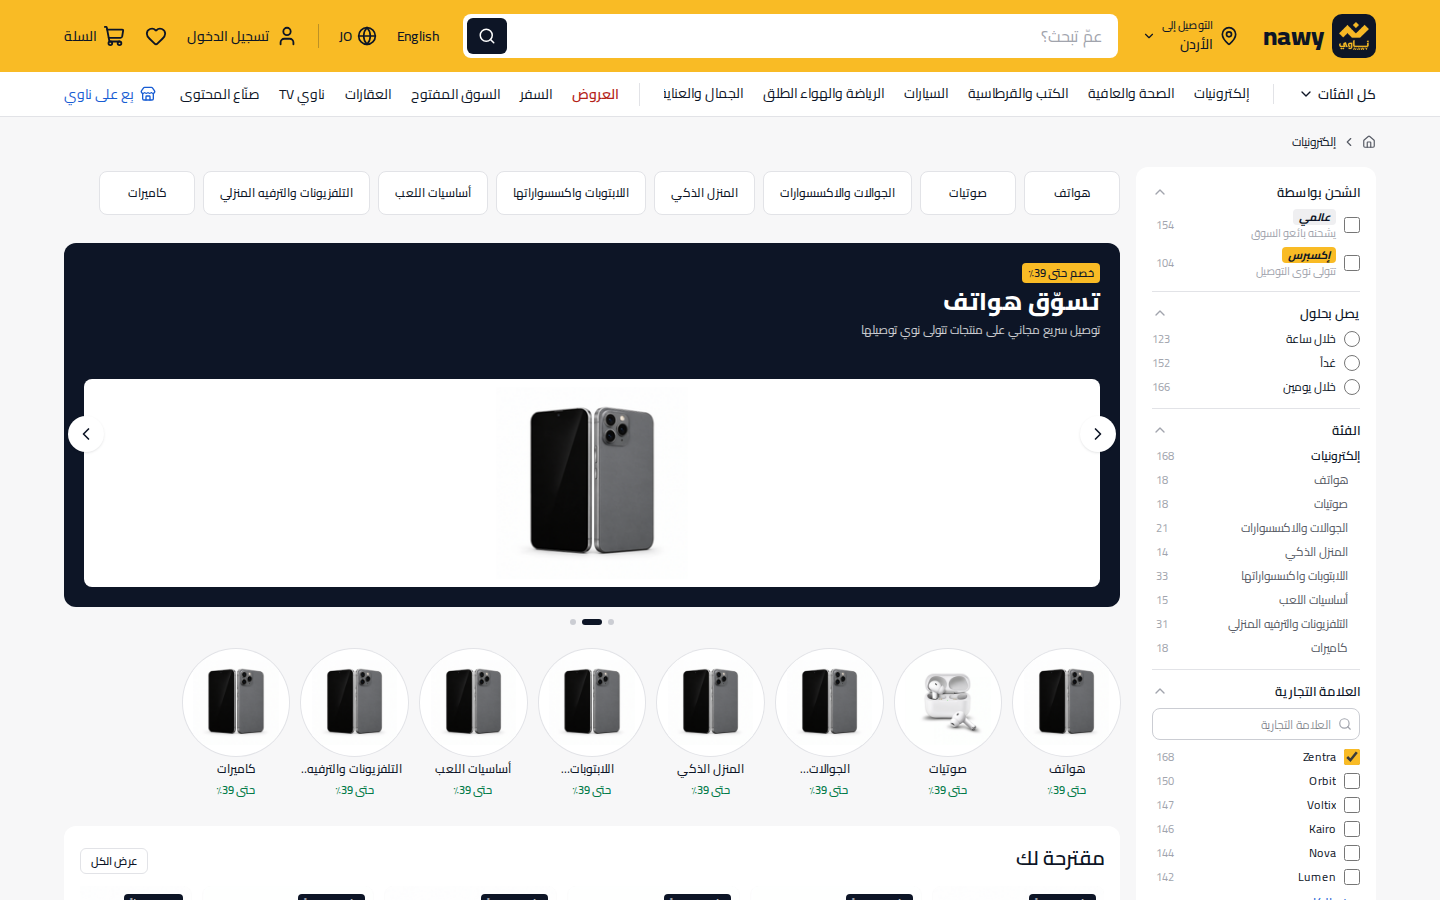 ناوي
NAWY
nawy
التوصيل إلى
الأردن
عمّ تبحث؟
English
JO
تسجيل الدخول
السلة
كل الفئات
إلكترونيات
الصحة والعافية
الكتب والقرطاسية
السيارات
الرياضة والهواء الطلق
الجمال والعناية
العروض
السفر
السوق المفتوح
العقارات
ناوي TV
صنّاع المحتوى
بع على ناوي
إلكترونيات
الشحن بواسطة
عالمي
154
يشحنه بائعو السوق
إكسبرس
104
تتولى نوي التوصيل
يصل بحلول
خلال ساعة
123
غداً
152
خلال يومين
166
الفئة
إلكترونيات
168
هواتف
18
صوتيات
18
الجوالات والاكسسوارات
21
المنزل الذكي
14
اللابتوبات واكسسواراتها
33
أساسيات اللعب
15
التلفزيونات والترفيه المنزلي
31
كاميرات
18
العلامة التجارية
العلامة التجارية
Zentra
168
Orbit
150
Voltix
147
Kairo
146
Nova
144
Lumen
142
هواتف
صوتيات
الجوالات والاكسسوارات
المنزل الذكي
اللابتوبات واكسسواراتها
أساسيات اللعب
التلفزيونات والترفيه المنزلي
كاميرات
خصم حتى 39٪
تسوّق هواتف
توصيل سريع مجاني على منتجات تتولى نوي توصيلها
هواتف
حتى 39٪
صوتيات
حتى 39٪
الجوالات...
حتى 39٪
المنزل الذكي
حتى 39٪
اللابتوبات...
حتى 39٪
أساسيات اللعب
حتى 39٪
التلفزيونات والترفيه..
حتى 39٪
كاميرات
حتى 39٪
مقترحة لك
عرض الكل